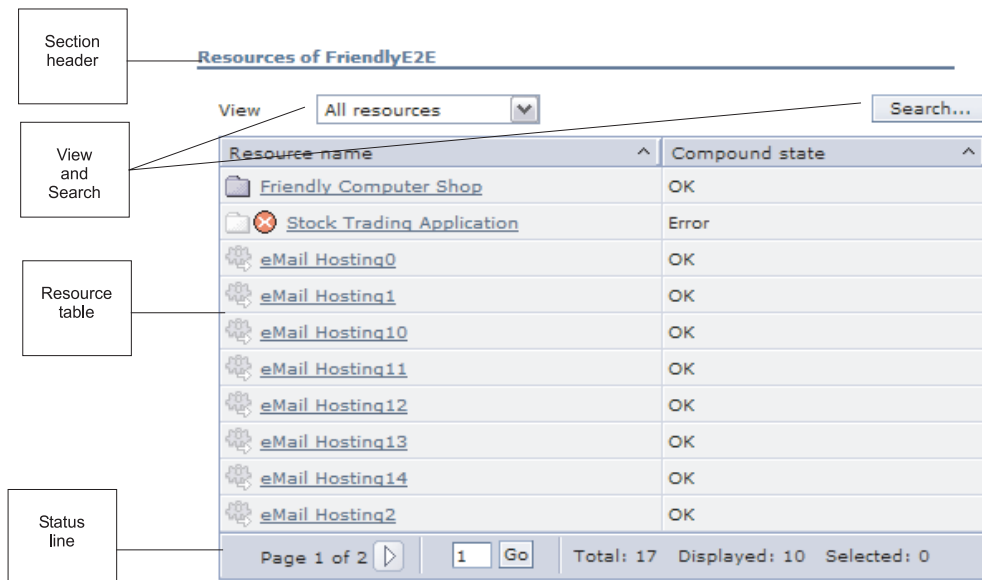 Section
header
Resources of FriendlyE2E
View
All resources
Search...
View
and
Search
Resource name
Compound state
Friendly Computer Shop
OK
Stock Trading Application
Error
eMail Hosting0
OK
eMail Hosting1
OK
Resource
table
eMail Hosting10
OK
eMail Hosting11
OK
eMail Hosting12
OK
eMail Hosting13
OK
eMail Hosting14
OK
eMail Hosting2
OK
Status
line
Page 1 of 2
1
Go
Total: 17 Displayed: 10 Selected: 0